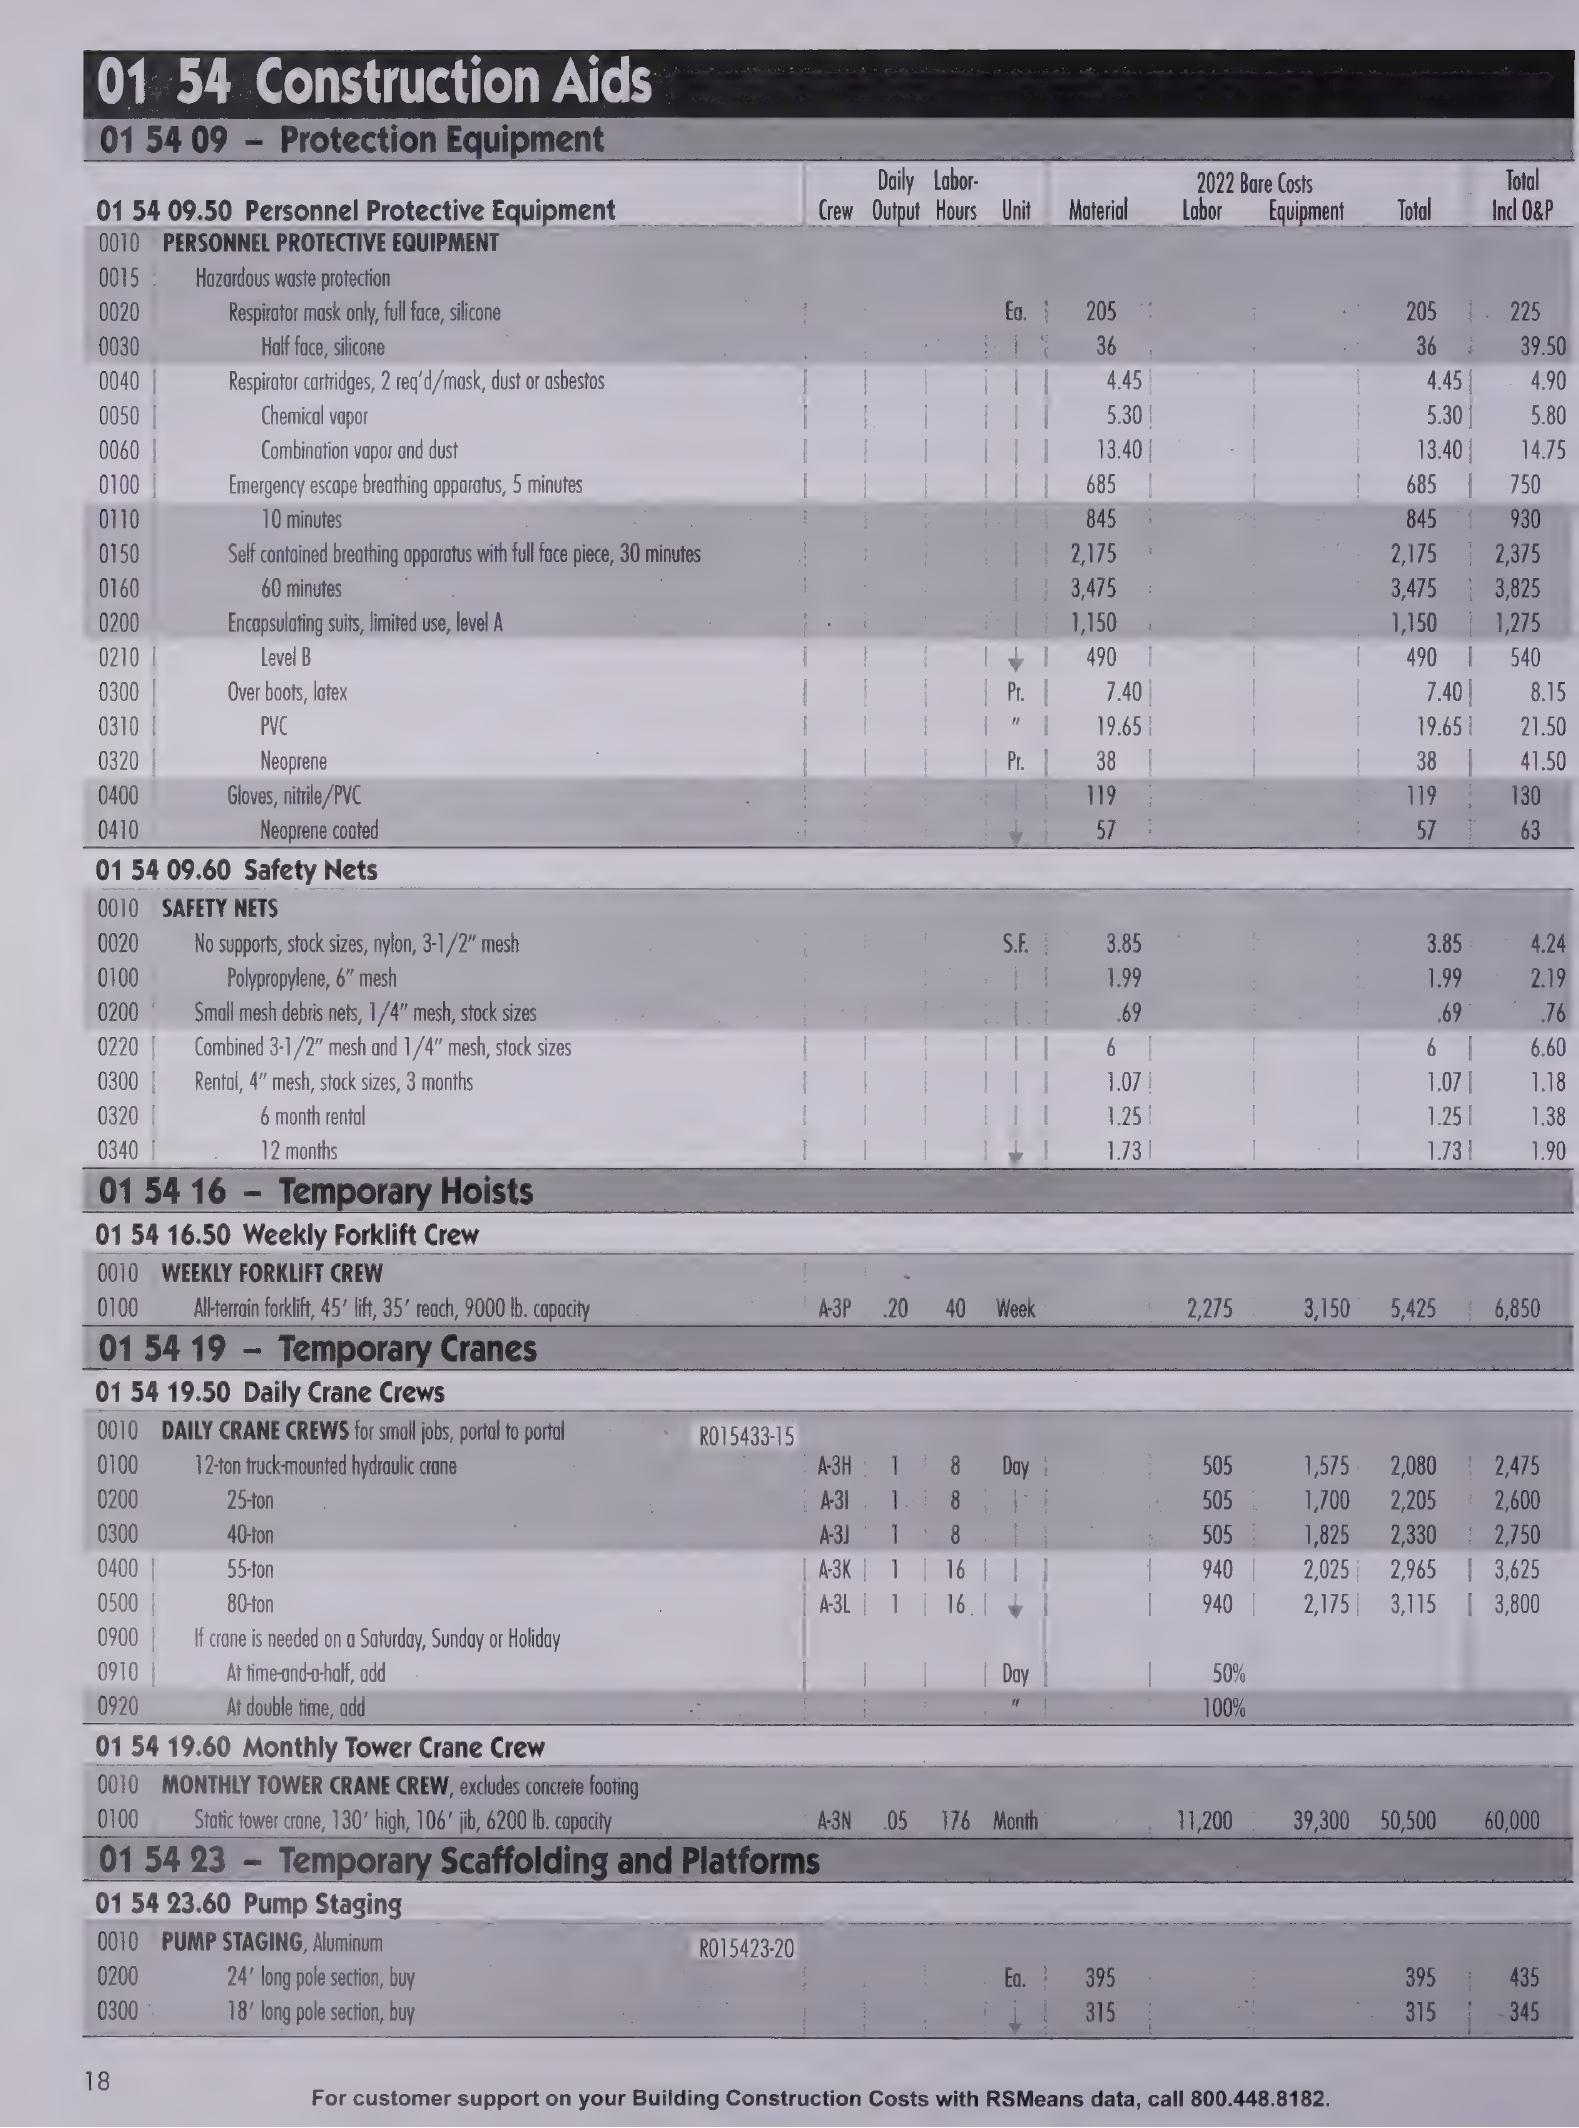 01 54 Construction Aids
01 54 09 – Protection Equipment
Daily Labor- 2022 Bare Costs Total
01 54 09.50 Personnel Protective Equipment Crew Output Hours Unit Material Labor Equipment Total Incl O&P
0010 PERSONNEL PROTECTIVE EQUIPMENT
0015 Hazardous waste protection
0020 Respirator mask only, full face, silicone Ea. 205 205 225
0030 Half face, silicone 36 36 39.50
0040 Respirator cartridges, 2 req'd/mask, dust or asbestos 4.45 4.45 4.90
0050 Chemical vapor 5.30 5.30 5.80
0060 Combination vapor and dust 13.40 13.40 14.75
0100 Emergency escape breathing apparatus, 5 minutes 685 685 750
0110 10 minutes 845 845 930
0150 Self contained breathing apparatus with full face piece, 30 minutes 2,175 2,175 2,375
0160 60 minutes 3,475 3,475 3,825
0200 Encapsulating suits, limited use, level A 1,150 1,150 1,275
0210 Level B 490 490 540
0300 Over boots, latex Pr. 7.40 7.40 8.15
0310 PVC " 19.65 19.65 21.50
0320 Neoprene Pr. 38 38 41.50
0400 Gloves, nitrile/PVC 119 119 130
0410 Neoprene coated 57 57 63
01 54 09.60 Safety Nets
0010 SAFETY NETS
0020 No supports, stock sizes, nylon, 3-1/2" mesh S.F. 3.85 3.85 4.24
0100 Polypropylene, 6" mesh 1.99 1.99 2.19
0200 Small mesh debris nets, 1/4" mesh, stock sizes .69 .69 .76
0220 Combined 3-1/2" mesh and 1/4" mesh, stock sizes 6 6 6.60
0300 Rental, 4" mesh, stock sizes, 3 months 1.07 1.07 1.18
0320 6 month rental 1.25 1.25 1.38
0340 12 months 1.73 1.73 1.90
01 54 16 – Temporary Hoists
01 54 16.50 Weekly Forklift Crew
0010 WEEKLY FORKLIFT CREW
0100 All-terrain forklift, 45' lift, 35' reach, 9000 lb. capacity A-3P .20 40 Week 2,275 3,150 5,425 6,850
01 54 19 – Temporary Cranes
01 54 19.50 Daily Crane Crews
0010 DAILY CRANE CREWS for small jobs, portal to portal R015433-15
0100 12-ton truck-mounted hydraulic crane A-3H 1 8 Day 505 1,575 2,080 2,475
0200 25-ton A-3I 1 8 505 1,700 2,205 2,600
0300 40-ton A-3J 1 8 505 1,825 2,330 2,750
0400 55-ton A-3K 1 16 940 2,025 2,965 3,625
0500 80-ton A-3L 1 16 940 2,175 3,115 3,800
0900 If crane is needed on a Saturday, Sunday or Holiday
0910 At time-and-a-half, add Day 50%
0920 At double time, add " 100%
01 54 19.60 Monthly Tower Crane Crew
0010 MONTHLY TOWER CRANE CREW, excludes concrete footing
0100 Static tower crane, 130' high, 106' jib, 6200 lb. capacity A-3N .05 176 Month 11,200 39,300 50,500 60,000
01 54 23 – Temporary Scaffolding and Platforms
01 54 23.60 Pump Staging
0010 PUMP STAGING, Aluminum R015423-20
0200 24' long pole section, buy Ea. 395 395 435
0300 18' long pole section, buy 315 315 345
18
For customer support on your Building Construction Costs with RSMeans data, call 800.448.8182.